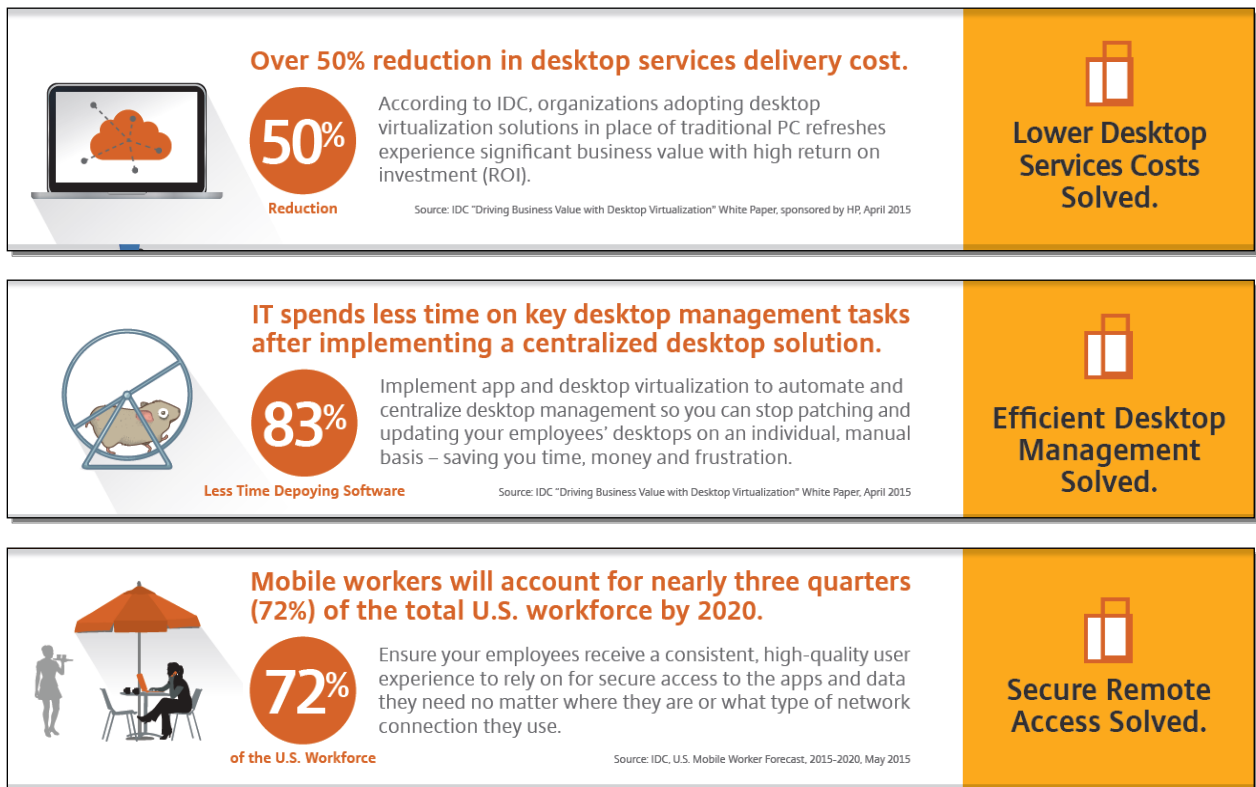 Over 50% reduction in desktop services delivery cost.
50%
Reduction
According to IDC, organizations adopting desktop
virtualization solutions in place of traditional PC refreshes
experience significant business value with high return on
investment (ROI).
Source: IDC "Driving Business Value with Desktop Virtualization" White Paper, sponsored by HP, April 2015
Lower Desktop
Services Costs
Solved.
IT spends less time on key desktop management tasks
after implementing a centralized desktop solution.
83%
Less Time Depoying Software
Implement app and desktop virtualization to automate and
centralize desktop management so you can stop patching and
updating your employees' desktops on an individual, manual
basis – saving you time, money and frustration.
Source: IDC "Driving Business Value with Desktop Virtualization" White Paper, April 2015
Efficient Desktop
Management
Solved.
Mobile workers will account for nearly three quarters
(72%) of the total U.S. workforce by 2020.
72%
of the U.S. Workforce
Ensure your employees receive a consistent, high-quality user
experience to rely on for secure access to the apps and data
they need no matter where they are or what type of network
connection they use.
Source: IDC, U.S. Mobile Worker Forecast, 2015-2020, May 2015
Secure Remote
Access Solved.